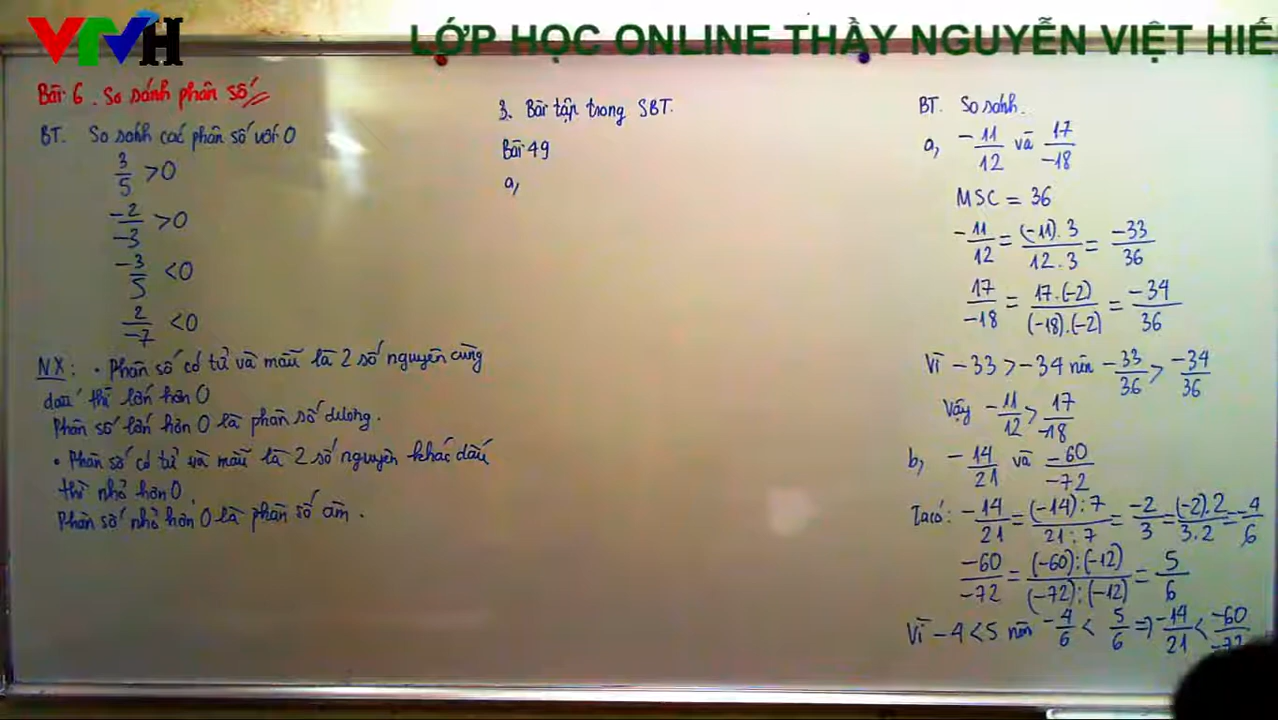 VTVH
LỚP HỌC ONLINE THẦY NGUYỄN VIỆT HIẾ
Bài 6. So sánh phân số
BT. So sánh các phân số với 0
3/5 > 0
-2/-3 > 0
-3/5 < 0
2/-7 < 0
NX: • Phân số có tử và mẫu là 2 số nguyên cùng
dấu thì lớn hơn 0
Phân số lớn hơn 0 là phân số dương.
• Phân số có tử và mẫu là 2 số nguyên khác dấu
thì nhỏ hơn 0.
Phân số nhỏ hơn 0 là phân số âm.
3. Bài tập trong SBT.
Bài 49
a,
BT. So sánh.
a, -11/12 và 17/-18
MSC = 36
-11/12 = (-11).3/12.3 = -33/36
17/-18 = 17.(-2)/(-18).(-2) = -34/36
Vì -33 > -34 nên -33/36 > -34/36
Vậy -11/12 > 17/-18
b, -14/21 và -60/-72
Ta có: -14/21 = (-14):7/21:7 = -2/3 = (-2).2/3.2 = -4/6
-60/-72 = (-60):(-12)/(-72):(-12) = 5/6
Vì -4 < 5 nên -4/6 < 5/6 => -14/21 < -60/-72